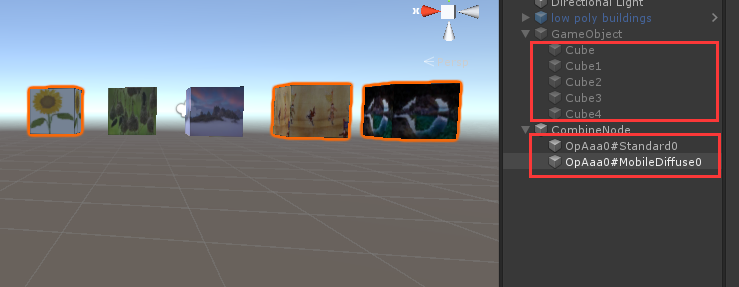 x
Directional Light
low poly buildings
GameObject
Cube
Cube1
Cube2
Cube3
Cube4
CombineNode
OpAaa0#Standard0
OpAaa0#MobileDiffuse0